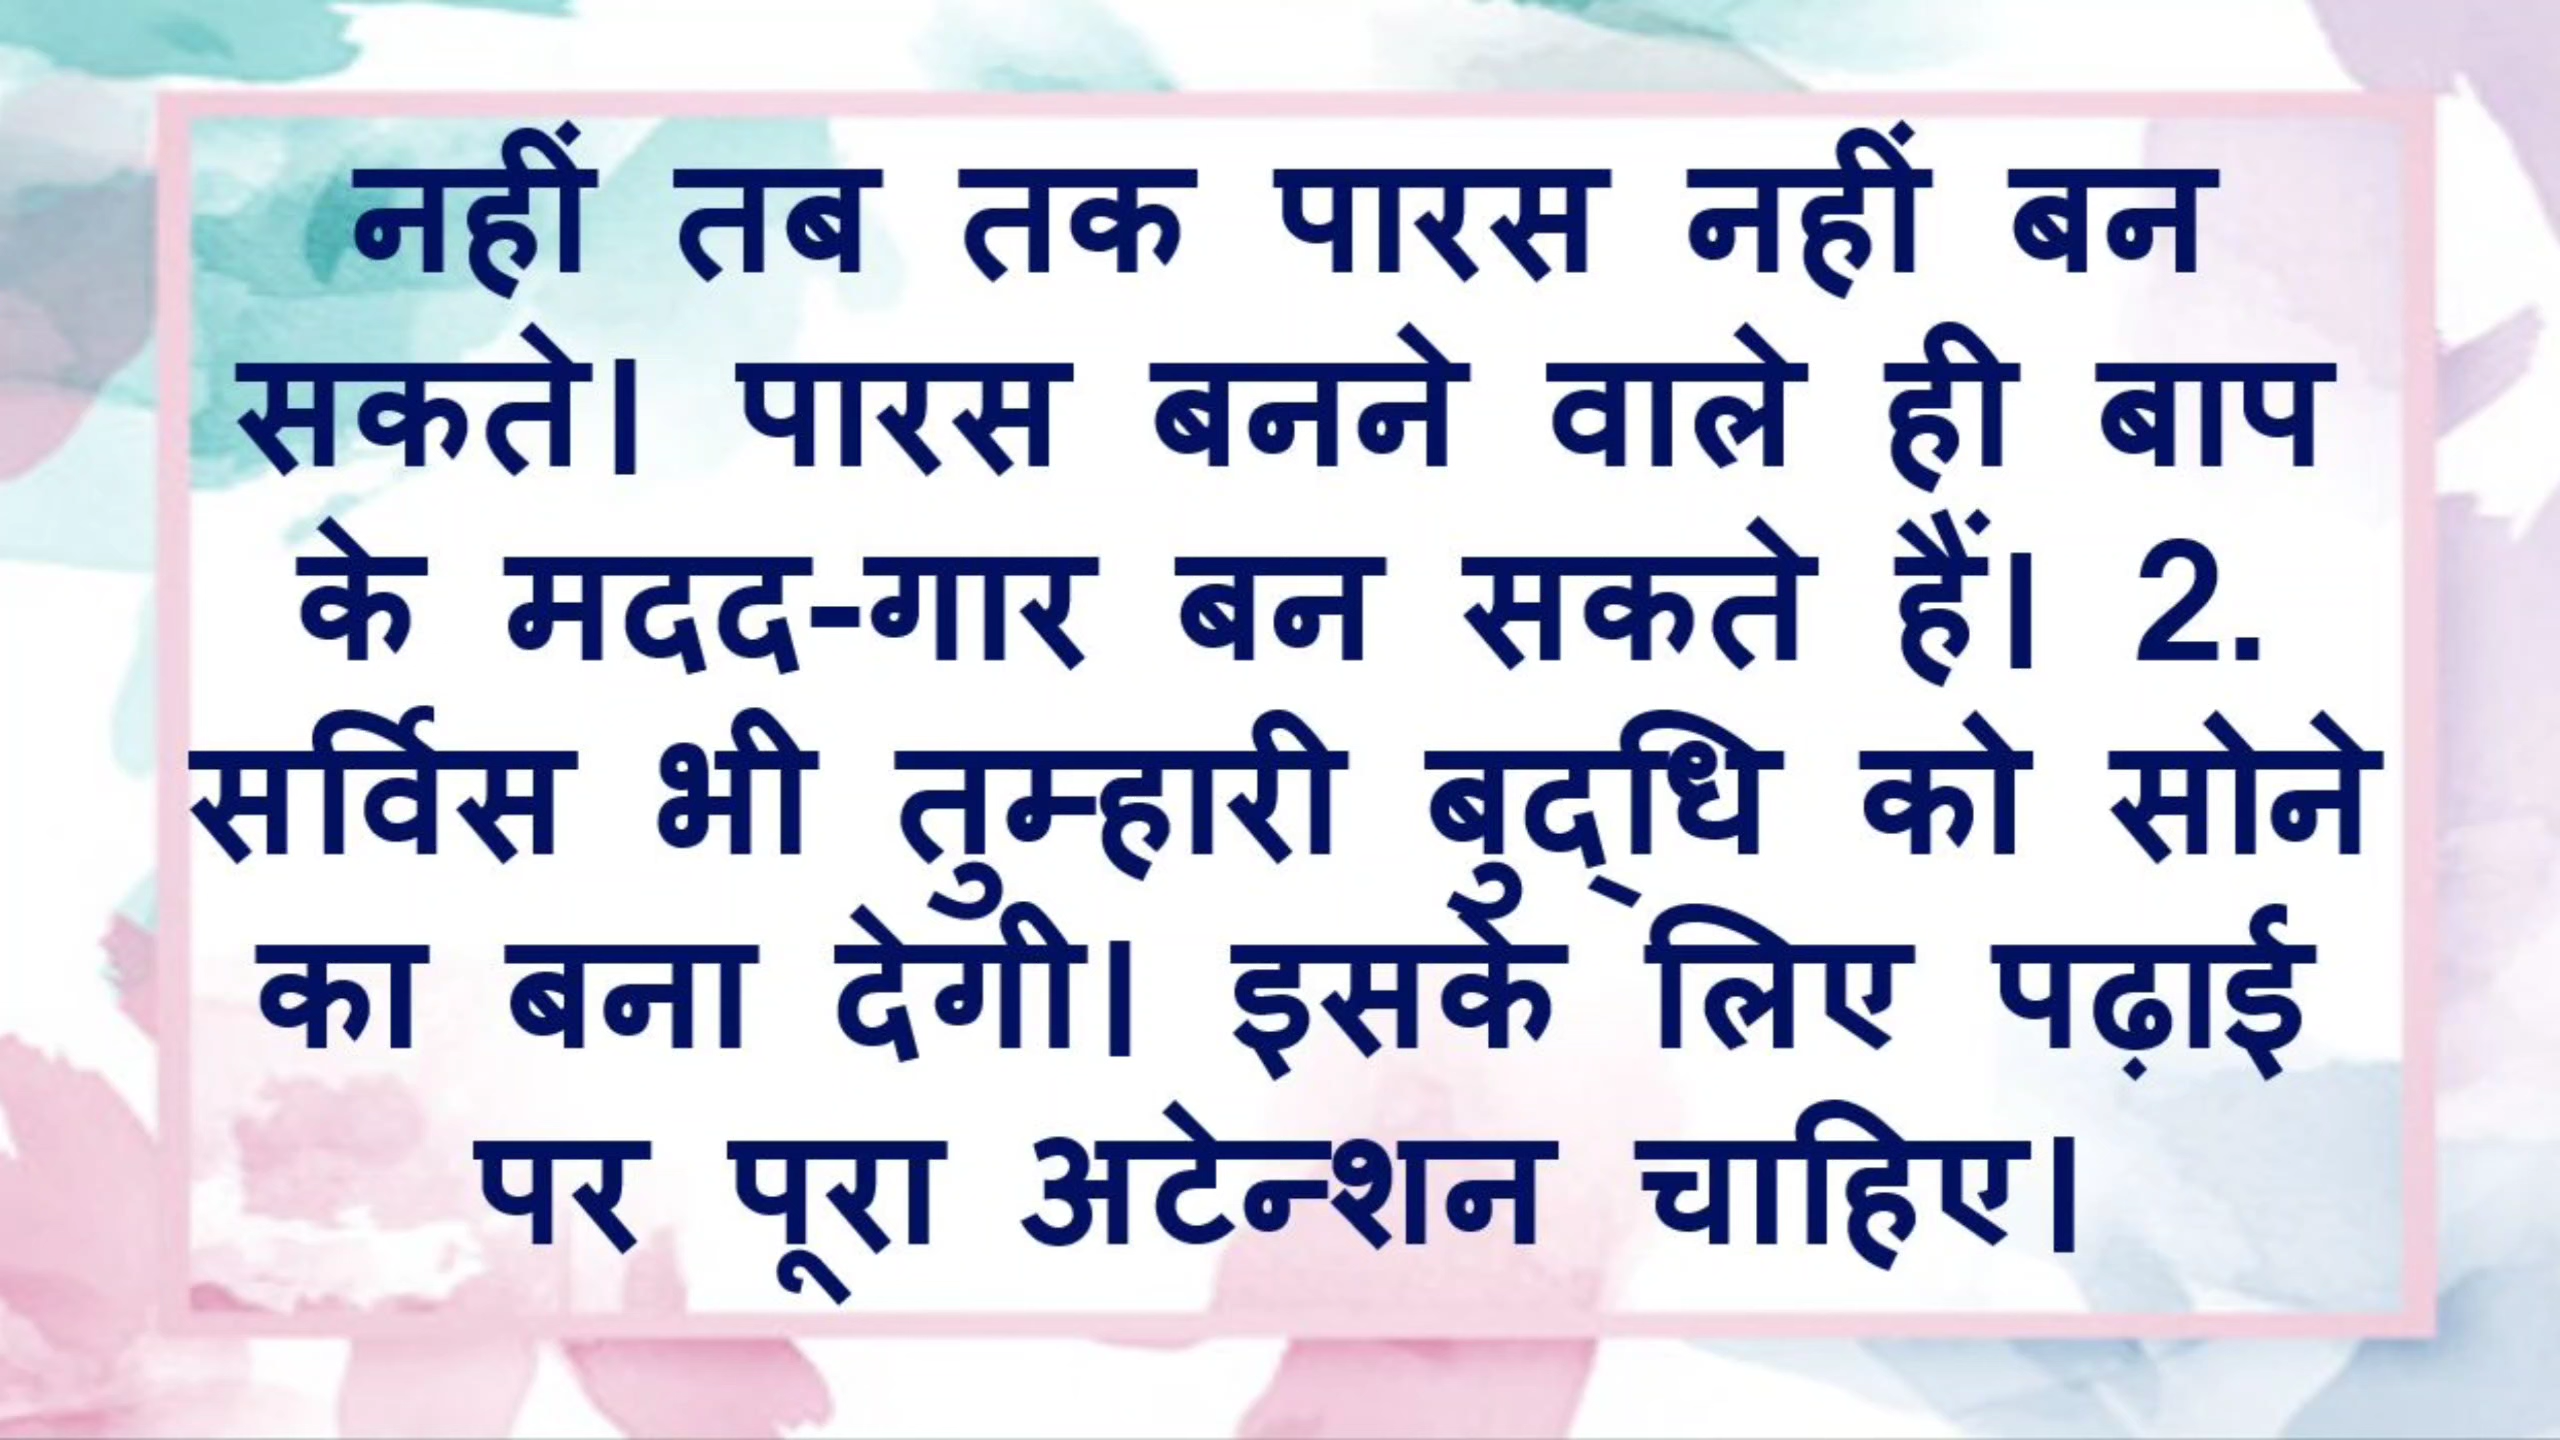 नहीं तब तक पारस नहीं बन
सकते। पारस बनने वाले ही बाप
के मदद-गार बन सकते हैं। 2.
सर्विस भी तुम्हारी बुद्धि को सोने
का बना देगी। इसके लिए पढ़ाई
पर पूरा अटेन्शन चाहिए।